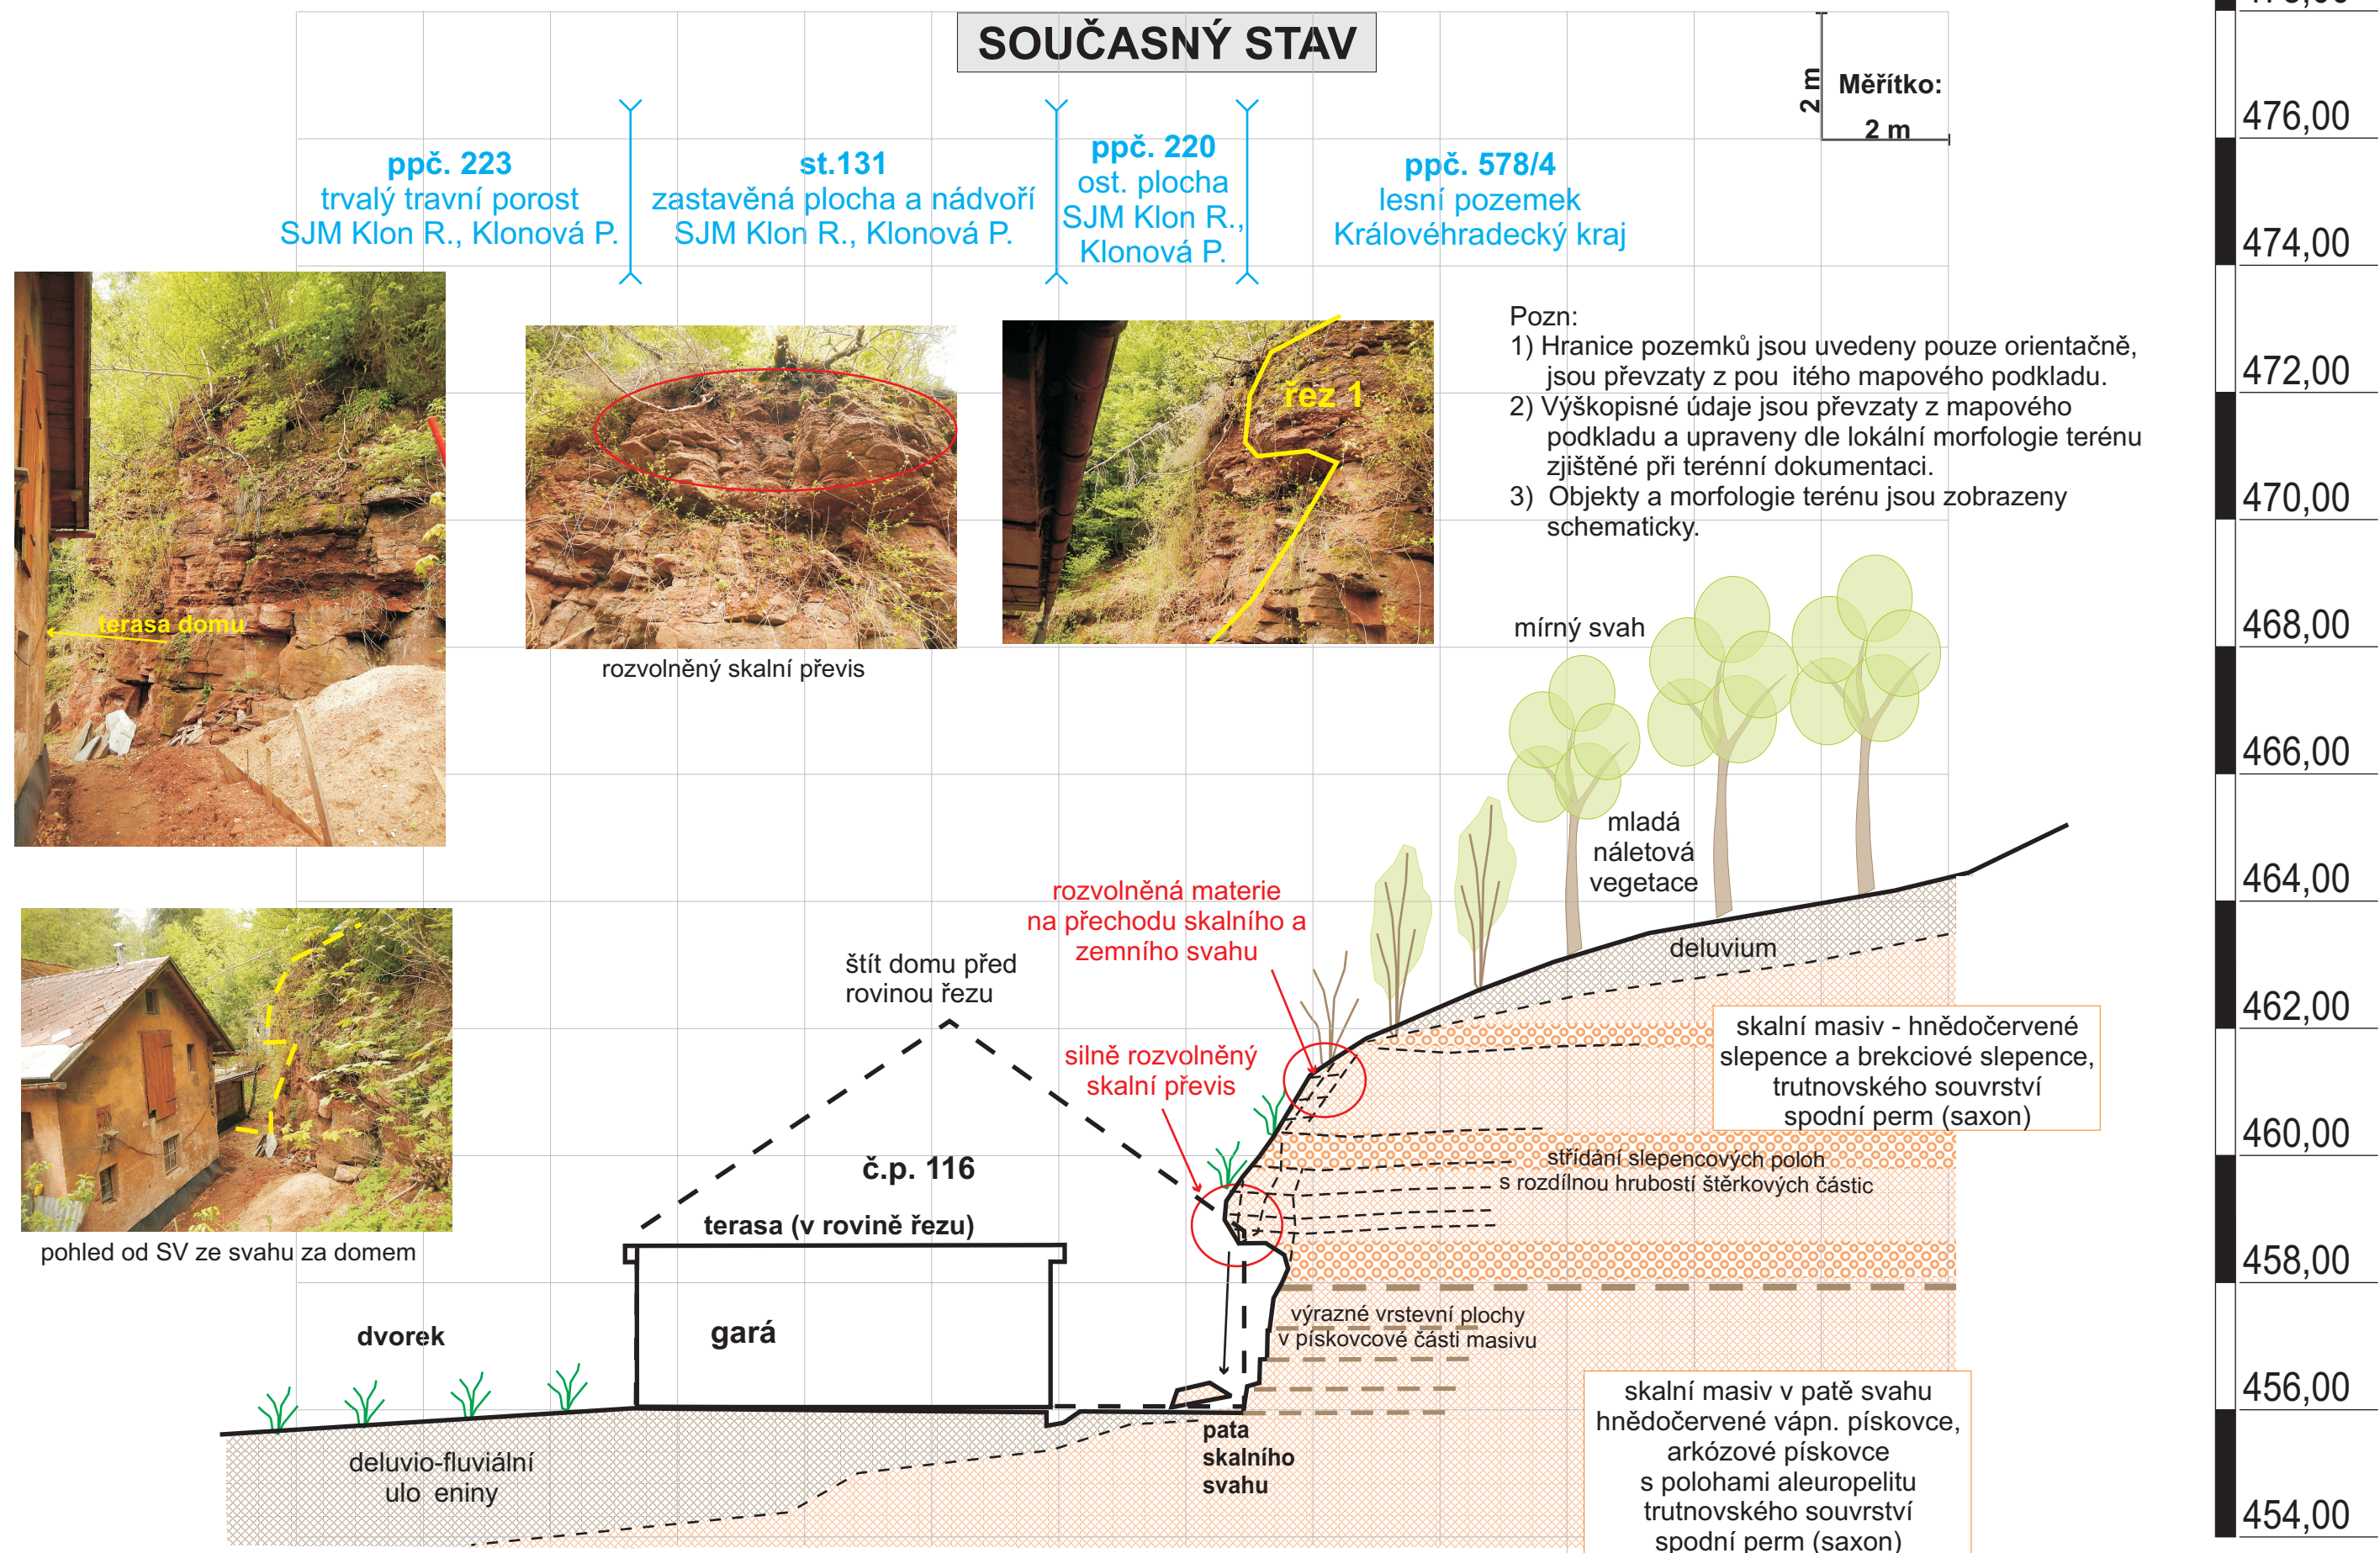 SOUČASNÝ STAV
2 m
Měřítko:
2 m
ppč. 223
trvalý travní porost
SJM Klon R., Klonová P.
st.131
zastavěná plocha a nádvoří
SJM Klon R., Klonová P.
ppč. 220
ost. plocha
SJM Klon R.,
Klonová P.
ppč. 578/4
lesní pozemek
Královéhradecký kraj
Pozn:
1) Hranice pozemků jsou uvedeny pouze orientačně,
jsou převzaty z pou itého mapového podkladu.
2) Výškopisné údaje jsou převzaty z mapového
podkladu a upraveny dle lokální morfologie terénu
zjištěné při terénní dokumentaci.
3) Objekty a morfologie terénu jsou zobrazeny
schematicky.
terasa domu
rozvolněný skalní převis
řez 1
mírný svah
mladá
náletová
vegetace
rozvolněná materie
na přechodu skalního a
zemního svahu
deluvium
štít domu před
rovinou řezu
silně rozvolněný
skalní převis
skalní masiv - hnědočervené
slepence a brekciové slepence,
trutnovského souvrství
spodní perm (saxon)
střídání slepencových poloh
s rozdílnou hrubostí štěrkových částic
č.p. 116
terasa (v rovině řezu)
pohled od SV ze svahu za domem
dvorek
gará
výrazné vrstevní plochy
v pískovcové části masivu
pata
skalního
svahu
deluvio-fluviální
ulo eniny
skalní masiv v patě svahu
hnědočervené vápn. pískovce,
arkózové pískovce
s polohami aleuropelitu
trutnovského souvrství
spodní perm (saxon)
476,00
474,00
472,00
470,00
468,00
466,00
464,00
462,00
460,00
458,00
456,00
454,00